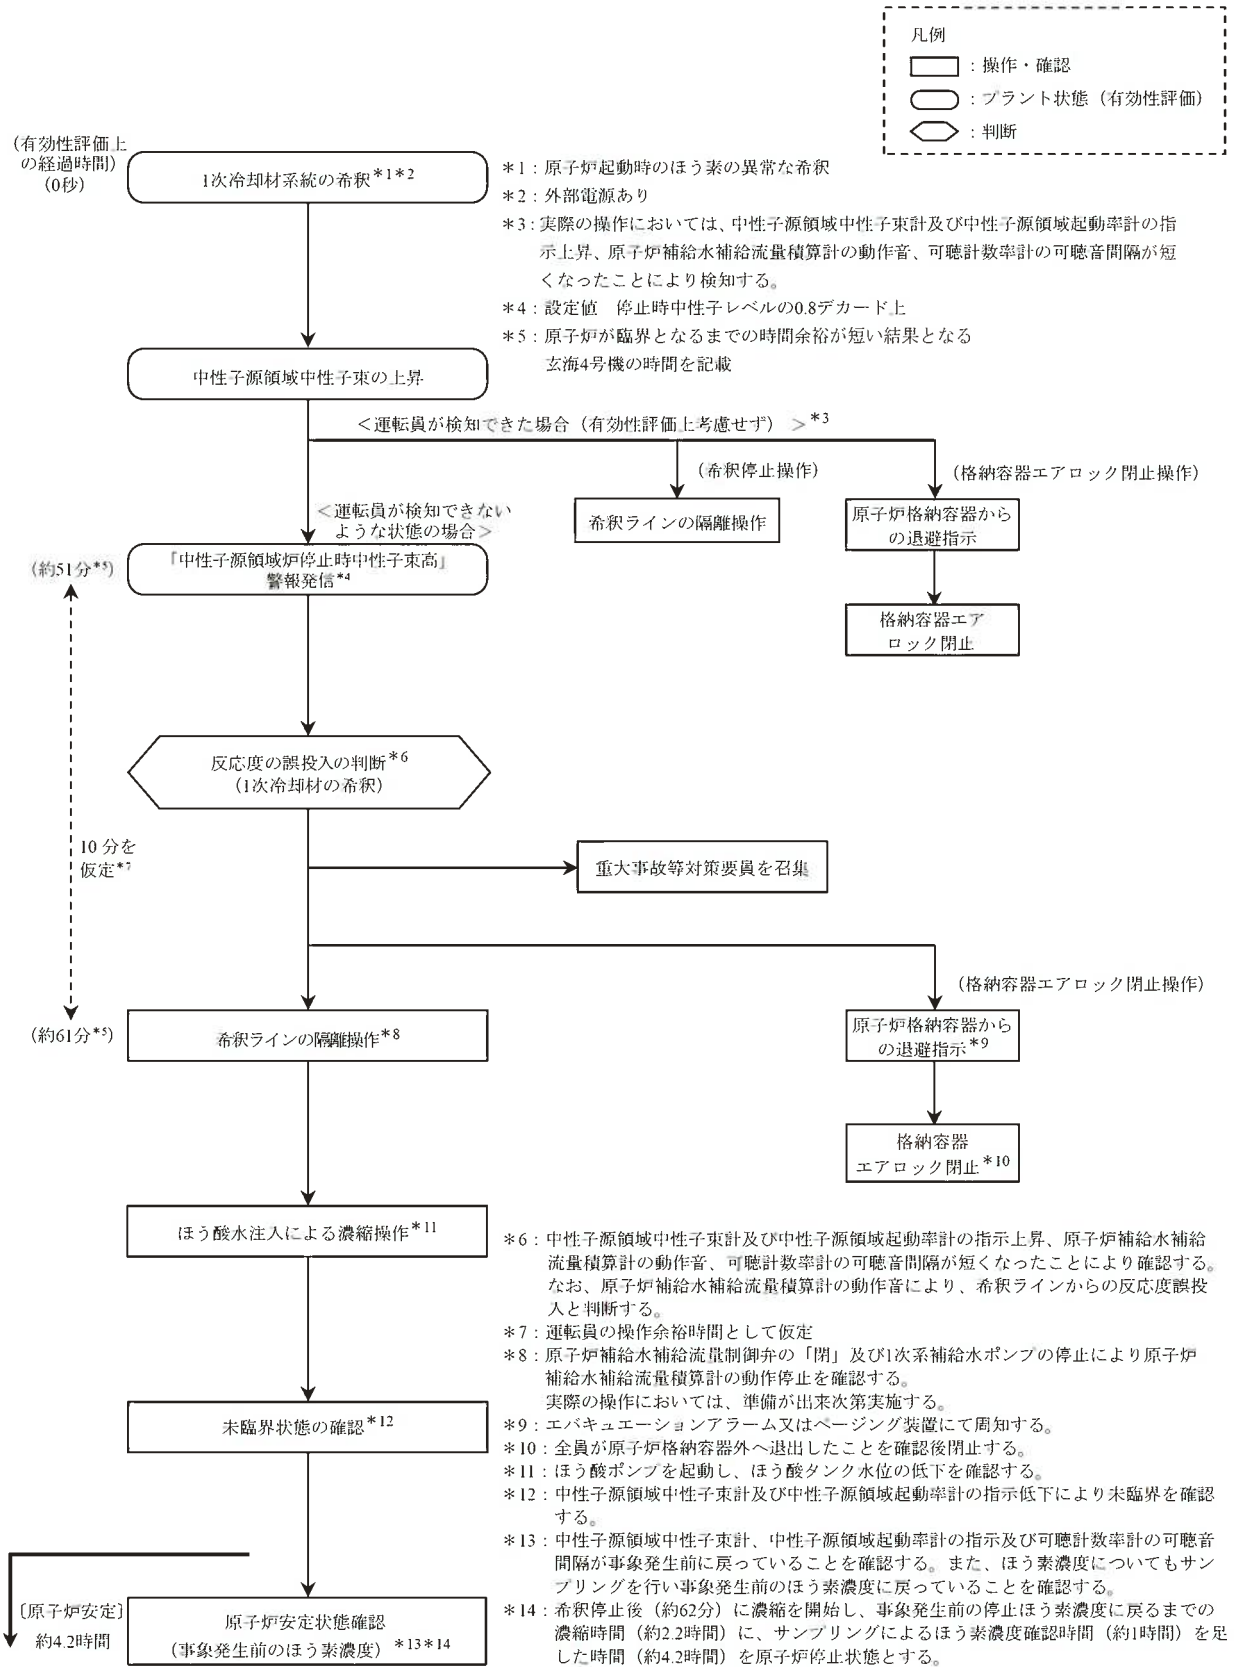 凡例
：操作・確認
：プラント状態（有効性評価）
：判断
（有効性評価上
の経過時間）
（0秒）
1次冷却材系統の希釈＊1＊2
＊1：原子炉起動時のほう素の異常な希釈
＊2：外部電源あり
＊3：実際の操作においては、中性子源領域中性子束計及び中性子源領域起動率計の指
示上昇、原子炉補給水補給流量積算計の動作音、可聴計数率計の可聴音間隔が短
くなったことにより検知する。
＊4：設定値　停止時中性子レベルの0.8デカード上
＊5：原子炉が臨界となるまでの時間余裕が短い結果となる
玄海4号機の時間を記載
中性子源領域中性子束の上昇
＜運転員が検知できた場合（有効性評価上考慮せず）＞＊3
（希釈停止操作）
（格納容器エアロック閉止操作）
希釈ラインの隔離操作
原子炉格納容器から
の退避指示
＜運転員が検知できない
ような状態の場合＞
（約51分＊5）
「中性子源領域炉停止時中性子束高」
警報発信＊4
格納容器エア
ロック閉止
反応度の誤投入の判断＊6
（1次冷却材の希釈）
10分を
仮定＊7
重大事故等対策要員を召集
（格納容器エアロック閉止操作）
（約61分＊5）
希釈ラインの隔離操作＊8
原子炉格納容器から
の退避指示＊9
格納容器
エアロック閉止＊10
ほう酸水注入による濃縮操作＊11
＊6：中性子源領域中性子束計及び中性子源領域起動率計の指示上昇、原子炉補給水補給
流量積算計の動作音、可聴計数率計の可聴音間隔が短くなったことにより確認する。
なお、原子炉補給水補給流量積算計の動作音により、希釈ラインからの反応度誤投
入と判断する。
＊7：運転員の操作余裕時間として仮定
＊8：原子炉補給水補給流量制御弁の「閉」及び1次系補給水ポンプの停止により原子炉
補給水補給流量積算計の動作停止を確認する。
実際の操作においては、準備が出来次第実施する。
＊9：エバキュエーションアラーム又はページング装置にて周知する。
＊10：全員が原子炉格納容器外へ退出したことを確認後閉止する。
＊11：ほう酸ポンプを起動し、ほう酸タンク水位の低下を確認する。
＊12：中性子源領域中性子束計及び中性子源領域起動率計の指示低下により未臨界を確認
する。
＊13：中性子源領域中性子束計、中性子源領域起動率計の指示及び可聴計数率計の可聴音
間隔が事象発生前に戻っていることを確認する。また、ほう素濃度についてもサン
プリングを行い事象発生前のほう素濃度に戻っていることを確認する。
＊14：希釈停止後（約62分）に濃縮を開始し、事象発生前の停止ほう素濃度に戻るまでの
濃縮時間（約2.2時間）に、サンプリングによるほう素濃度確認時間（約1時間）を足
した時間（約4.2時間）を原子炉停止状態とする。
未臨界状態の確認＊12
〔原子炉安定〕
約4.2時間
原子炉安定状態確認
（事象発生前のほう素濃度）＊13＊14